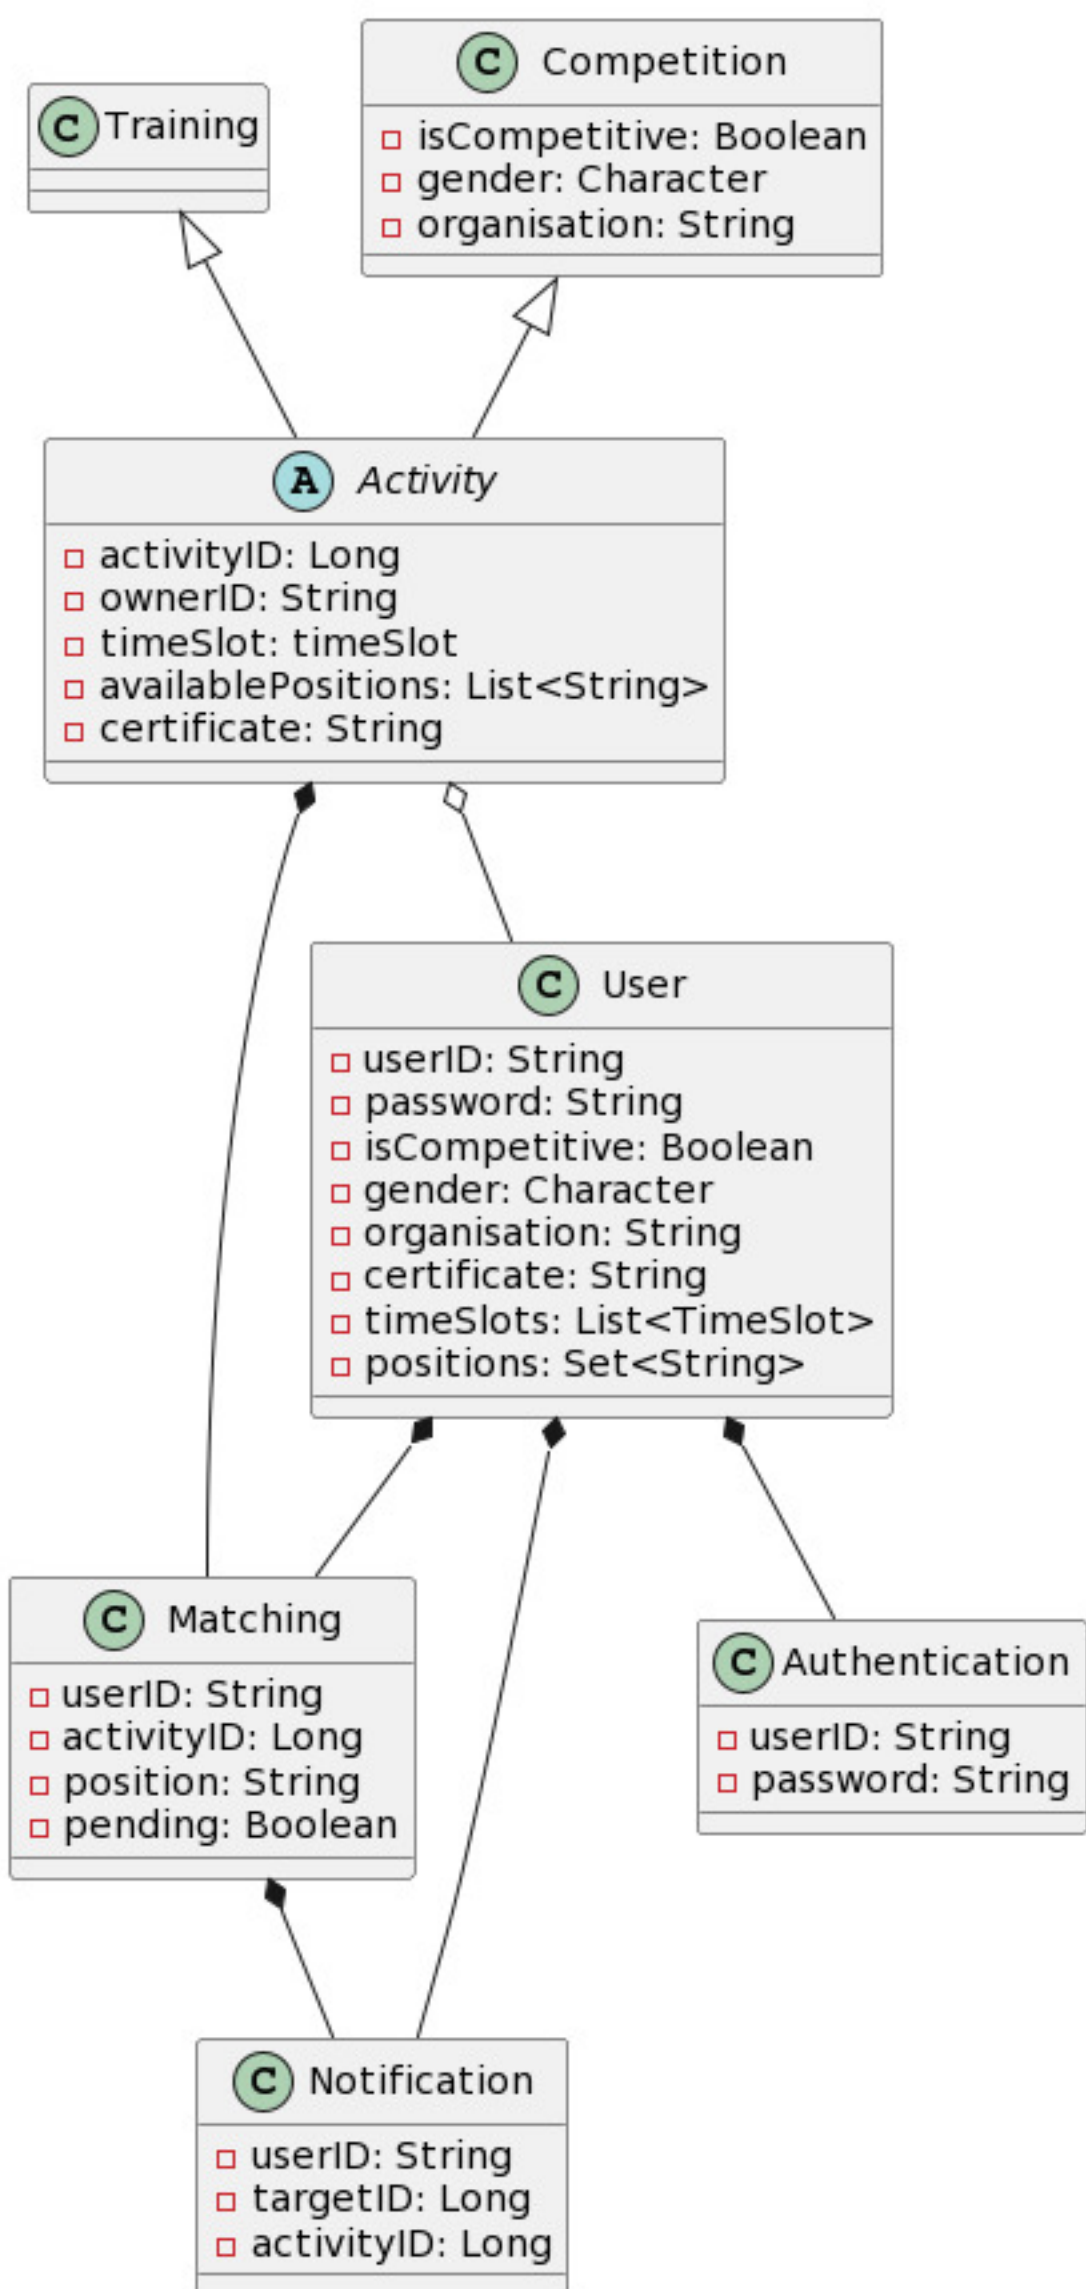 C Training
C Competition
isCompetitive: Boolean
gender: Character
organisation: String
A Activity
activityID: Long
ownerID: String
timeSlot: timeSlot
availablePositions: List<String>
certificate: String
C User
userID: String
password: String
isCompetitive: Boolean
gender: Character
organisation: String
certificate: String
timeSlots: List<TimeSlot>
positions: Set<String>
C Matching
userID: String
activityID: Long
position: String
pending: Boolean
C Authentication
userID: String
password: String
C Notification
userID: String
targetID: Long
activityID: Long